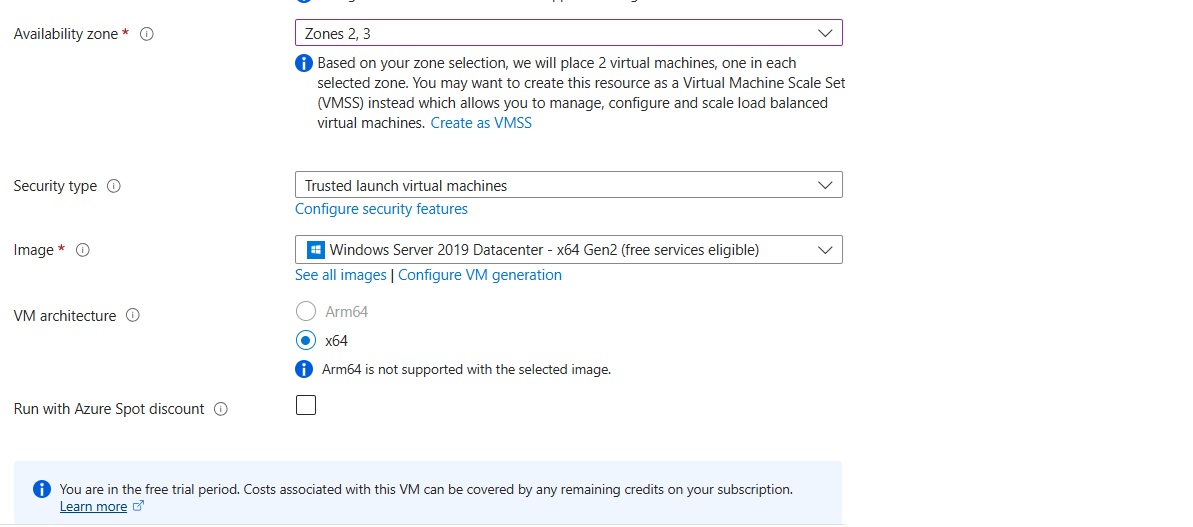 Availability zone *
Zones 2, 3
Based on your zone selection, we will place 2 virtual machines, one in each
selected zone. You may want to create this resource as a Virtual Machine Scale Set
(VMSS) instead which allows you to manage, configure and scale load balanced
virtual machines. Create as VMSS
Security type
Trusted launch virtual machines
Configure security features
Image *
Windows Server 2019 Datacenter - x64 Gen2 (free services eligible)
See all images | Configure VM generation
VM architecture
Arm64
x64
Arm64 is not supported with the selected image.
Run with Azure Spot discount
You are in the free trial period. Costs associated with this VM can be covered by any remaining credits on your subscription.
Learn more